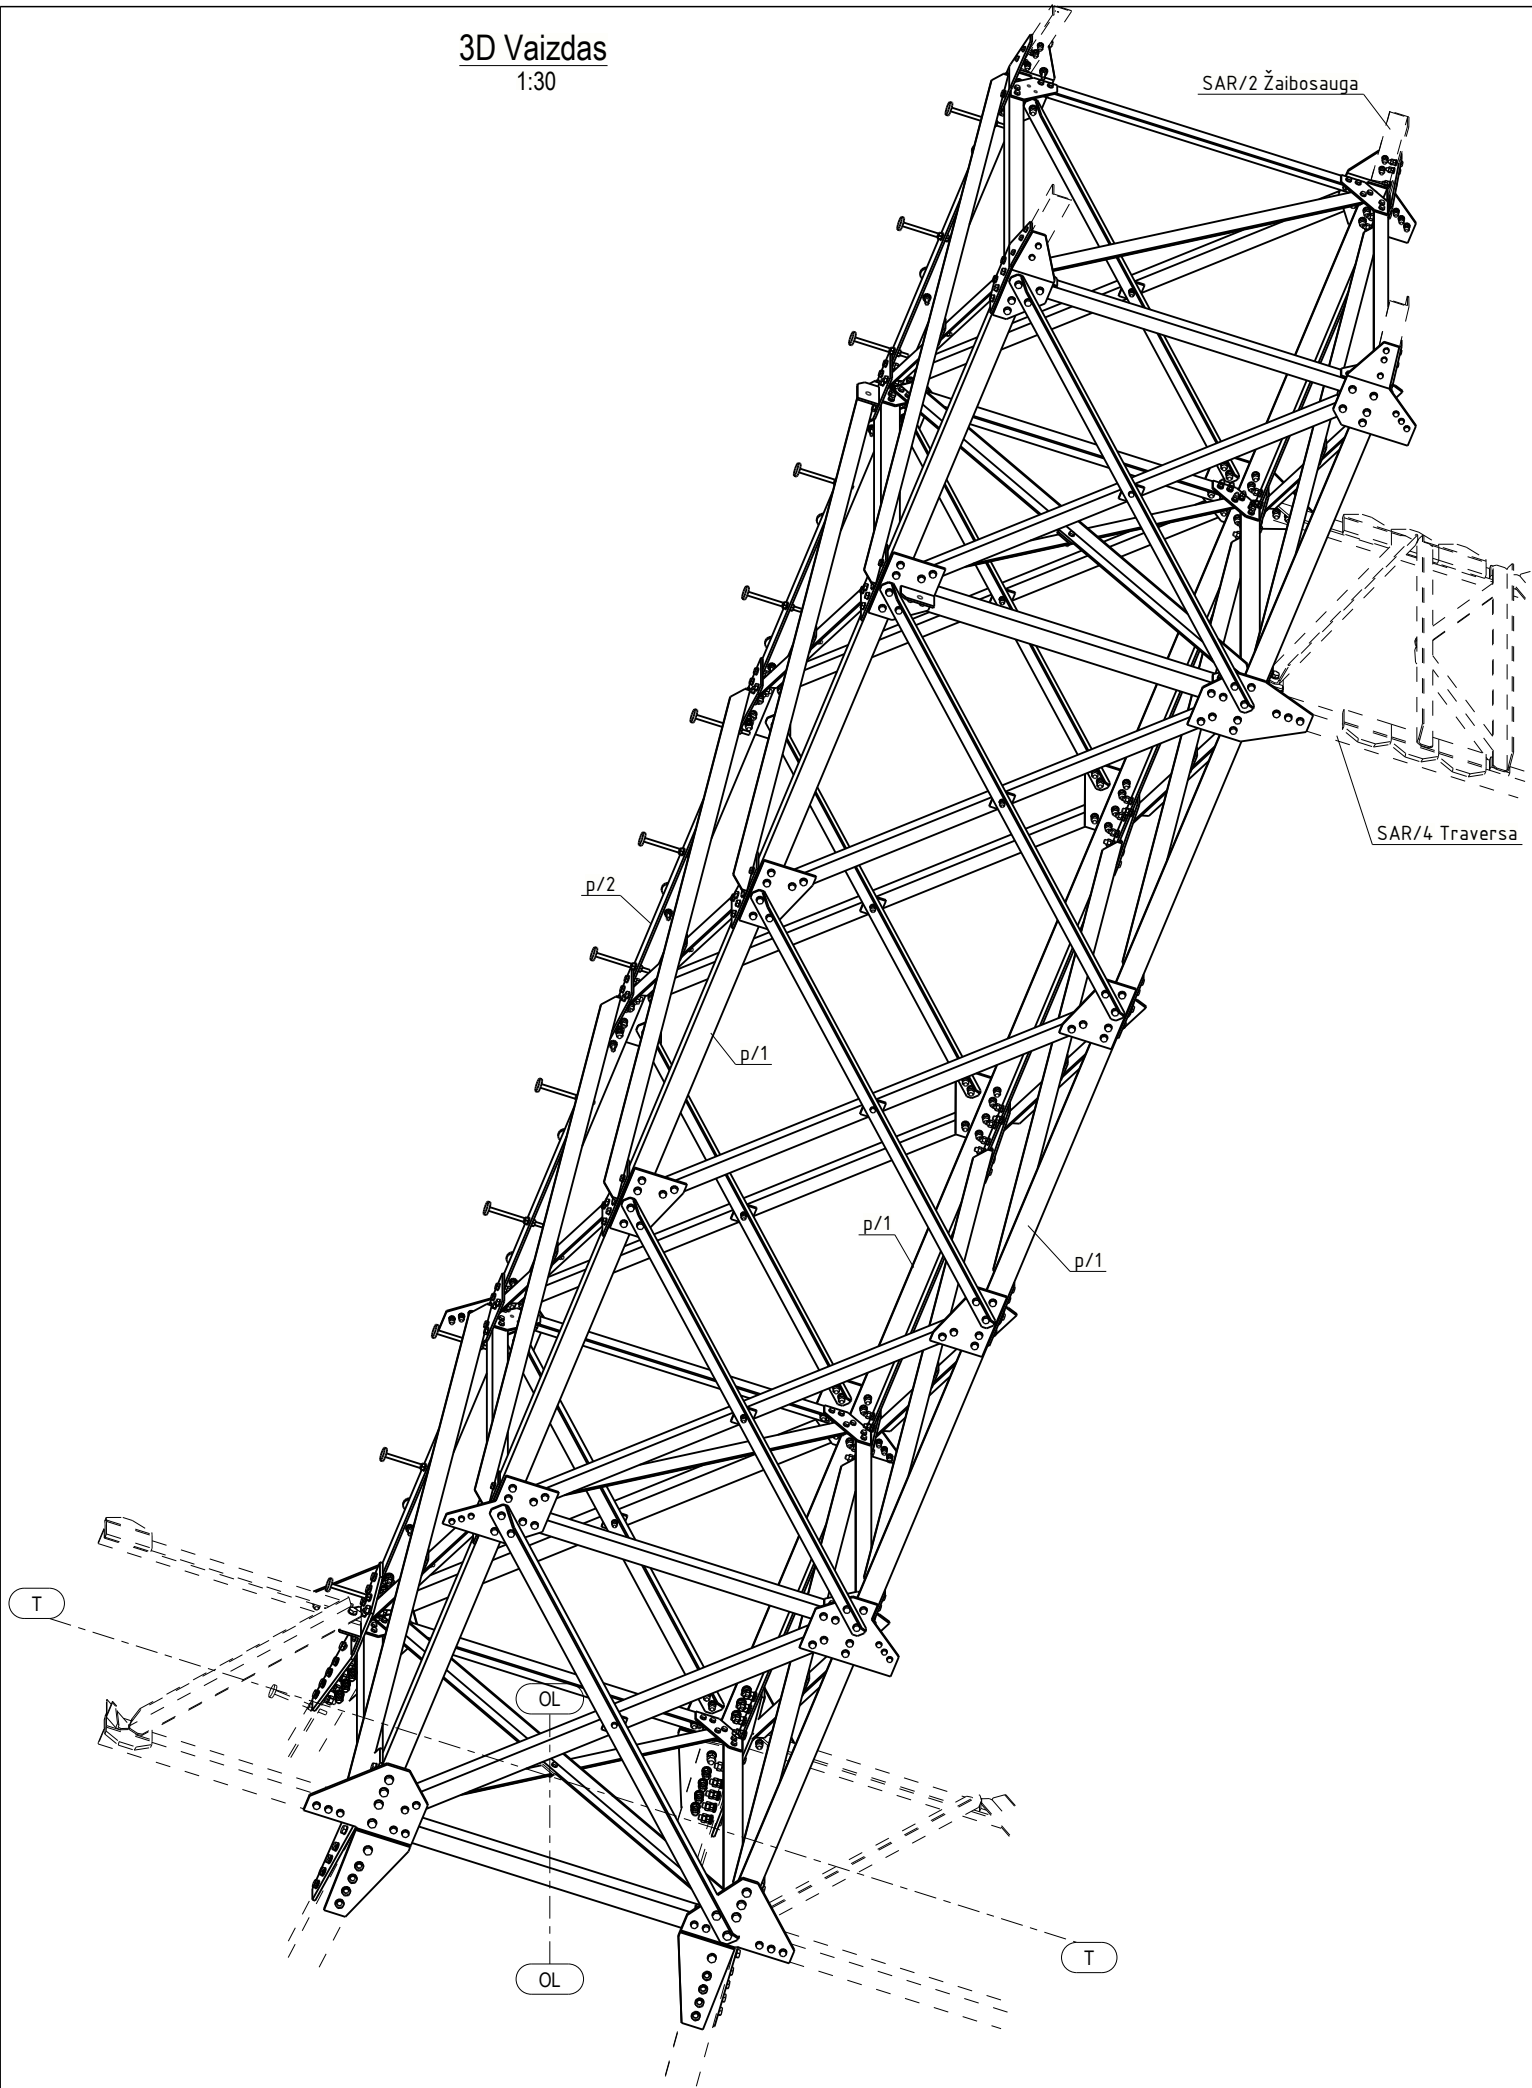 3D Vaizdas
1:30
SAR/2 Žaibosauga
SAR/4 Traversa
p/2
p/1
p/1
p/1
T
OL
T
OL